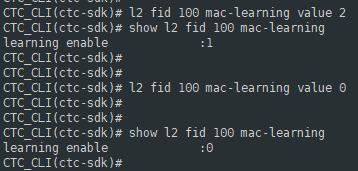 CTC_CLI(ctc-sdk)# l2 fid 100 mac-learning value 2
CTC_CLI(ctc-sdk)# show l2 fid 100 mac-learning
learning enable          :1
CTC_CLI(ctc-sdk)#
CTC_CLI(ctc-sdk)#
CTC_CLI(ctc-sdk)# l2 fid 100 mac-learning value 0
CTC_CLI(ctc-sdk)#
CTC_CLI(ctc-sdk)#
CTC_CLI(ctc-sdk)# show l2 fid 100 mac-learning
learning enable          :0
CTC_CLI(ctc-sdk)#